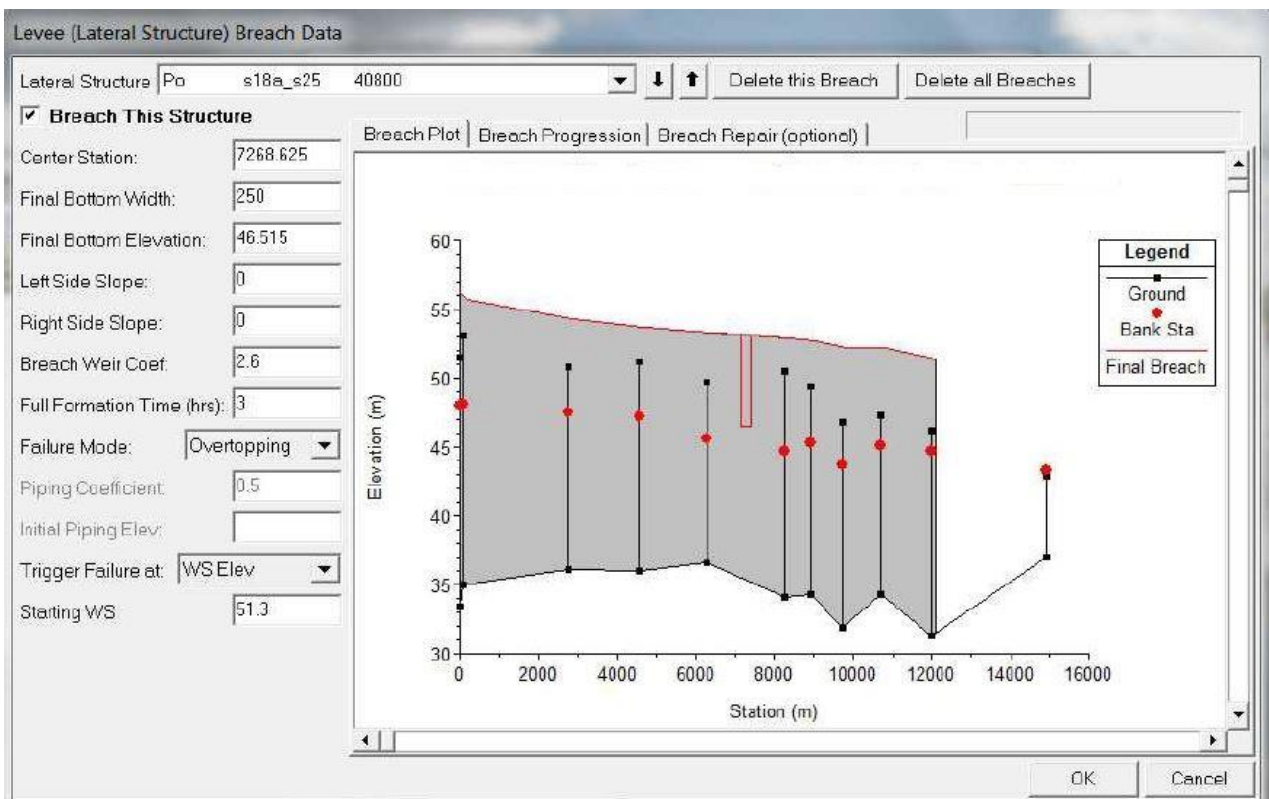 Levee (Lateral Structure) Breach Data
Lateral Structure Po s18a_s25 40800
Delete this Breach
Delete all Breaches
Breach This Structure
Center Station: 7268.625
Final Bottom Width: 250
Final Bottom Elevation: 46.515
Left Side Slope: 0
Right Side Slope: 0
Breach Weir Coef: 2.6
Full Formation Time (hrs): 3
Failure Mode: Overtopping
Piping Coefficient: 0.5
Initial Piping Elev:
Trigger Failure at: WS Elev
Starting WS 51.3
Breach Plot
Breach Progression
Breach Repair (optional)
60
55
50
45
40
35
30
Elevation (m)
0 2000 4000 6000 8000 10000 12000 14000 16000
Station (m)
Legend
Ground
Bank Sta
Final Breach
OK
Cancel